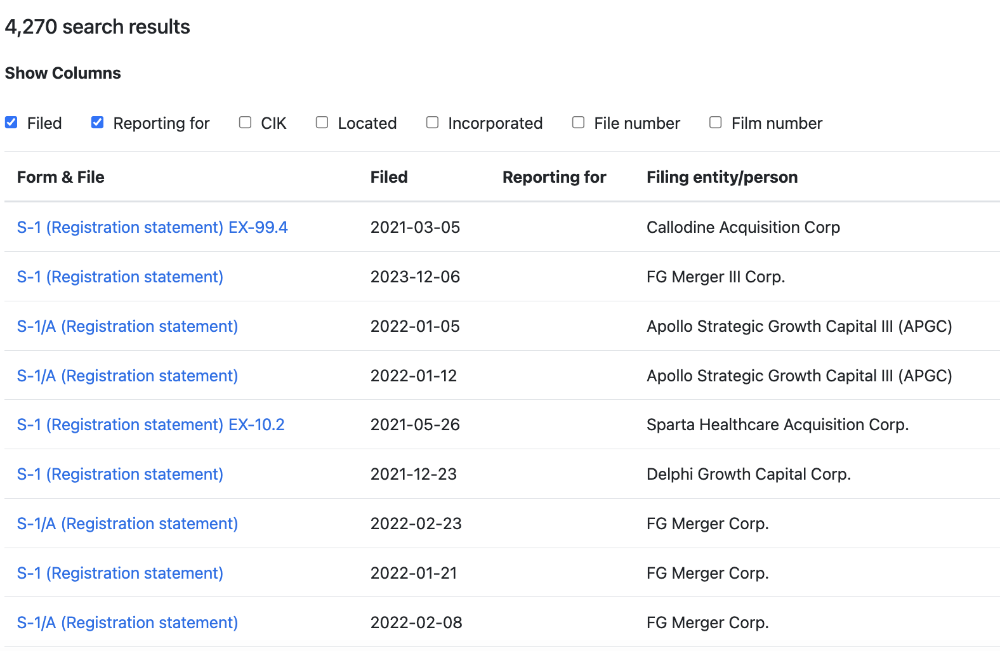 4,270 search results
Show Columns
Filed Reporting for CIK Located Incorporated File number Film number
Form & File Filed Reporting for Filing entity/person
S-1 (Registration statement) EX-99.4 2021-03-05 Callodine Acquisition Corp
S-1 (Registration statement) 2023-12-06 FG Merger III Corp.
S-1/A (Registration statement) 2022-01-05 Apollo Strategic Growth Capital III (APGC)
S-1/A (Registration statement) 2022-01-12 Apollo Strategic Growth Capital III (APGC)
S-1 (Registration statement) EX-10.2 2021-05-26 Sparta Healthcare Acquisition Corp.
S-1 (Registration statement) 2021-12-23 Delphi Growth Capital Corp.
S-1/A (Registration statement) 2022-02-23 FG Merger Corp.
S-1 (Registration statement) 2022-01-21 FG Merger Corp.
S-1/A (Registration statement) 2022-02-08 FG Merger Corp.